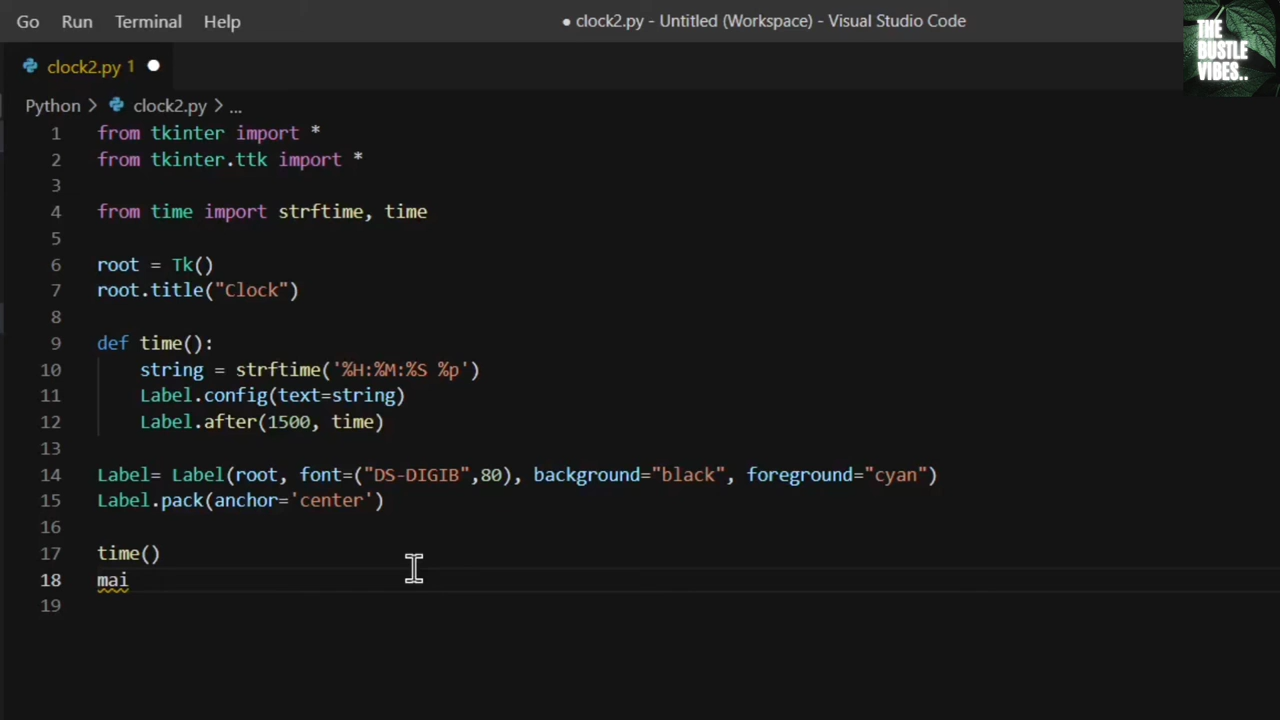 Go Run Terminal Help
● clock2.py - Untitled (Workspace) - Visual Studio Code
THE
BUSTLE
VIBES..
clock2.py 1 ●
Python > clock2.py > ...
1 from tkinter import *
2 from tkinter.ttk import *
3
4 from time import strftime, time
5
6 root = Tk()
7 root.title("Clock")
8
9 def time():
10     string = strftime('%H:%M:%S %p')
11     Label.config(text=string)
12     Label.after(1500, time)
13
14 Label= Label(root, font=("DS-DIGIB",80), background="black", foreground="cyan")
15 Label.pack(anchor='center')
16
17 time()
18 mai
19